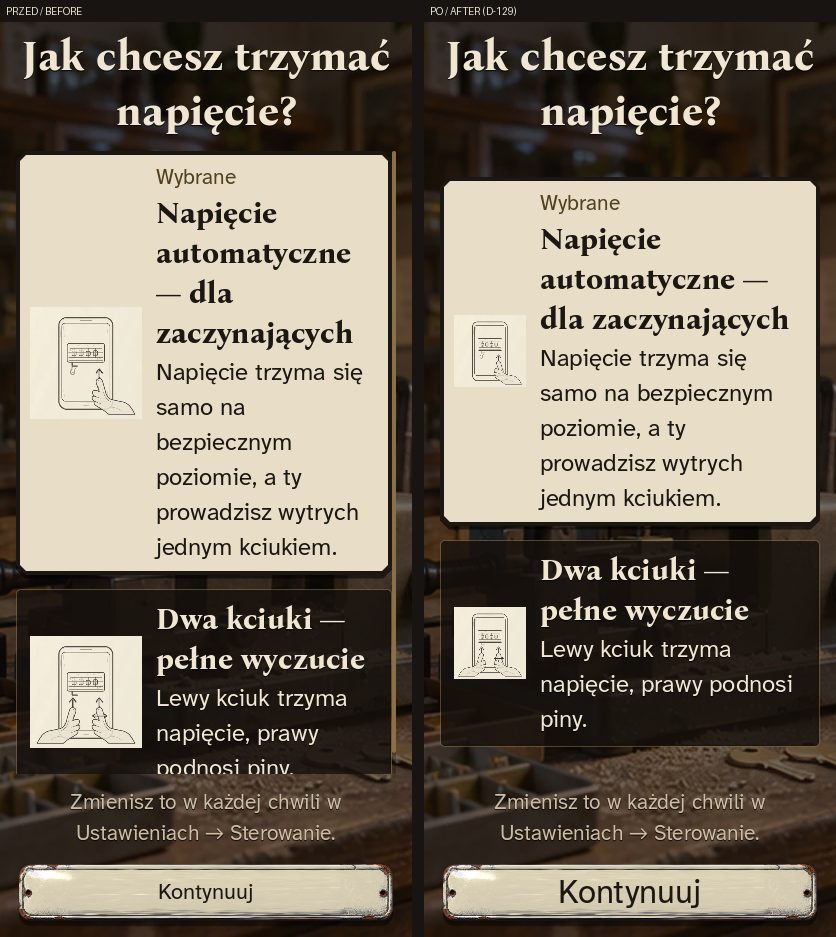 PRZED / BEFORE
Jak chcesz trzymać
napięcie?
Wybrane
Napięcie
automatyczne
— dla
zaczynających
Napięcie trzyma się
samo na
bezpiecznym
poziomie, a ty
prowadzisz wytrych
jednym kciukiem.
Dwa kciuki —
pełne wyczucie
Lewy kciuk trzyma
napięcie, prawy
podnosi piny.
Zmienisz to w każdej chwili w
Ustawieniach → Sterowanie.
Kontynuuj
PO / AFTER (D-129)
Jak chcesz trzymać
napięcie?
Wybrane
Napięcie
automatyczne —
dla zaczynających
Napięcie trzyma się
samo na bezpiecznym
poziomie, a ty
prowadzisz wytrych
jednym kciukiem.
Dwa kciuki —
pełne wyczucie
Lewy kciuk trzyma
napięcie, prawy podnosi
piny.
Zmienisz to w każdej chwili w
Ustawieniach → Sterowanie.
Kontynuuj